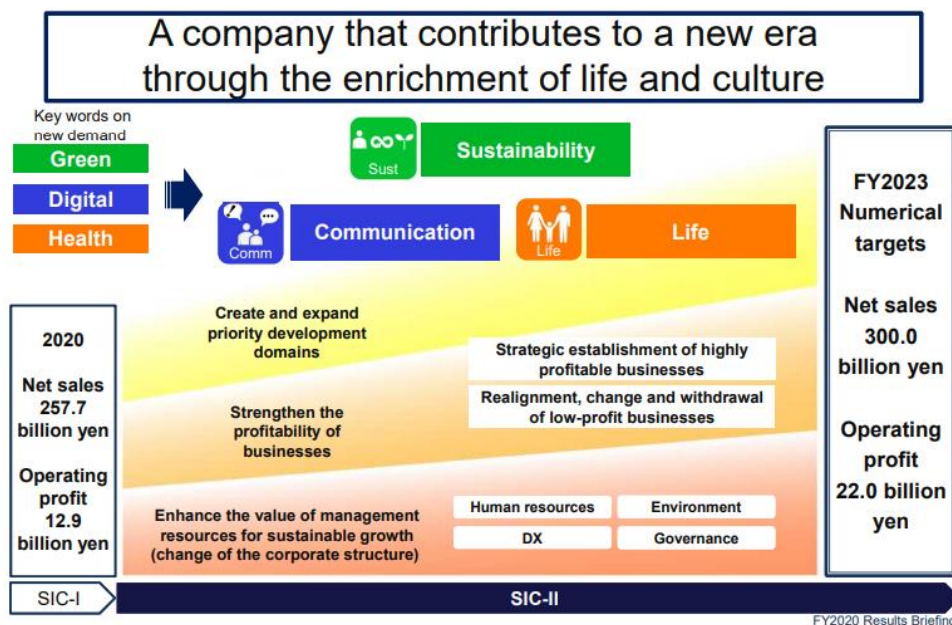 A company that contributes to a new era
through the enrichment of life and culture
Key words on
new demand
Green
Digital
Health
Sust
Sustainability
Comm
Communication
Life
Life
2020
Net sales
257.7
billion yen
Operating
profit
12.9
billion yen
Create and expand
priority development
domains
Strengthen the
profitability of
businesses
Strategic establishment of highly
profitable businesses
Realignment, change and withdrawal
of low-profit businesses
Enhance the value of management
resources for sustainable growth
(change of the corporate structure)
Human resources
Environment
DX
Governance
FY2023
Numerical
targets
Net sales
300.0
billion yen
Operating
profit
22.0 billion
yen
SIC-I
SIC-II
FY2020 Results Briefing